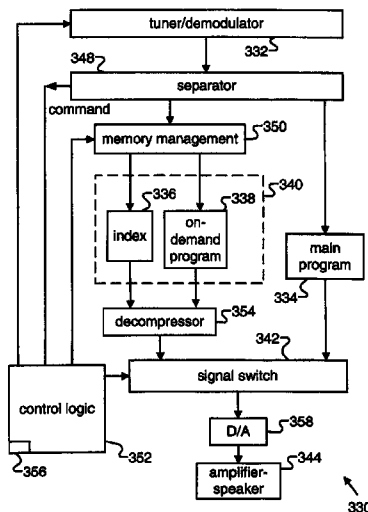 tuner/demodulator
332
348
separator
command
memory management
350
340
336
index
338
on-
demand
program
main
program
334
354
decompressor
342
signal switch
control logic
358
D/A
356
352
344
amplifier-
speaker
330